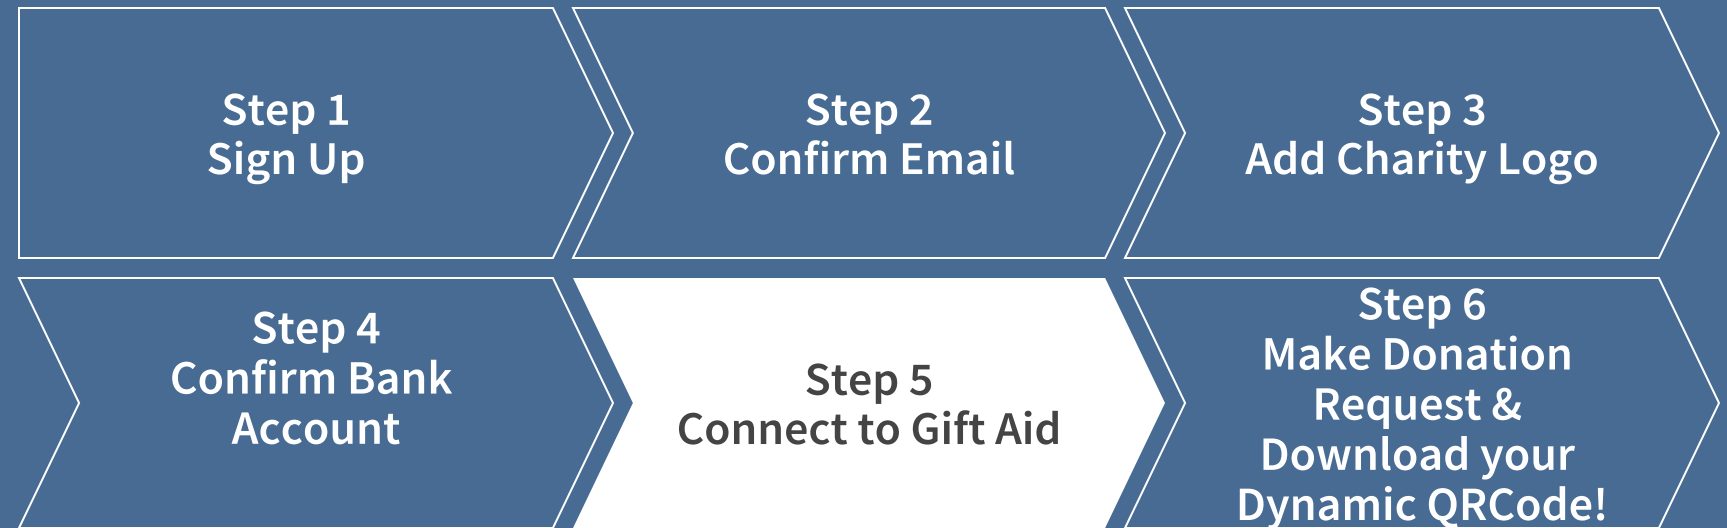 Step 1
Sign Up
Step 2
Confirm Email
Step 3
Add Charity Logo
Step 4
Confirm Bank
Account
Step 5
Connect to Gift Aid
Step 6
Make Donation
Request &
Download your
Dynamic QRCode!